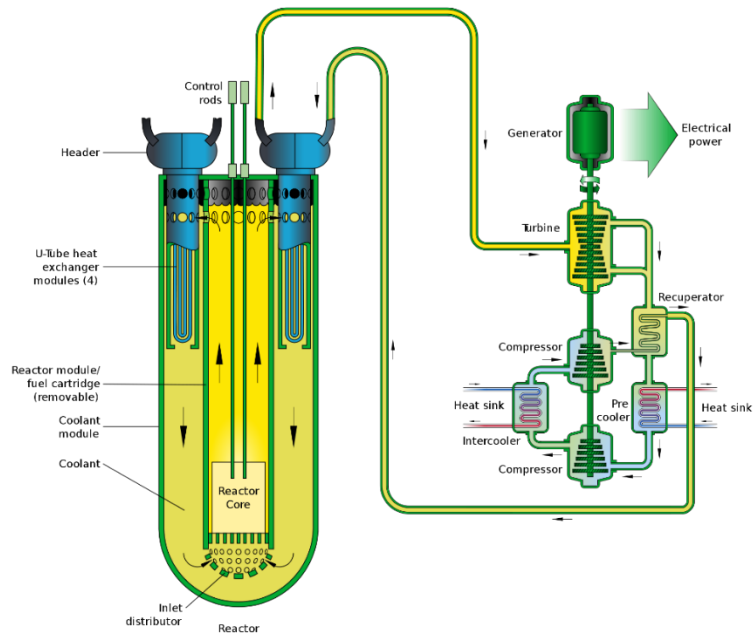 Control
rods
Header
U-Tube heat
exchanger
modules (4)
Reactor module/
fuel cartridge
(removable)
Coolant
module
Coolant
Reactor
Core
Inlet
distributor
Reactor
Generator
Electrical
power
Turbine
Recuperator
Compressor
Heat sink
Pre
cooler
Heat sink
Intercooler
Compressor